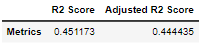 R2 Score Adjusted R2 Score
Metrics 0.451173 0.444435